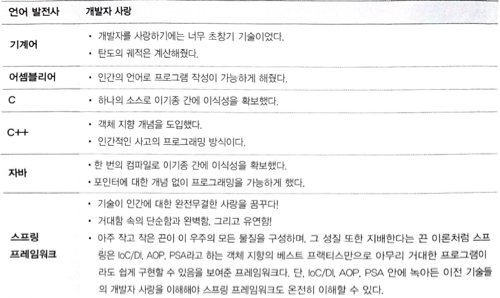 언어 발전사 개발자 사랑
기계어
• 개발자를 사랑하기에는 너무 초창기 기술이었다.
• 탄도의 궤적은 계산해줬다.
어셈블리어 • 인간의 언어로 프로그램 작성이 가능하게 해줬다.
C • 하나의 소스로 이기종 간에 이식성을 확보했다.
C++
• 객체 지향 개념을 도입했다.
• 인간적인 사고의 프로그래밍 방식이다.
자바
• 한 번의 컴파일로 이기종 간에 이식성을 확보했다.
• 포인터에 대한 개념 없이 프로그래밍을 가능하게 했다.
스프링
프레임워크
• 기술이 인간에 대한 완전무결한 사랑을 꿈꾸다!
• 거대함 속의 단순함과 완벽함, 그리고 유연함!
• 아주 작고 작은 끈이 이 우주의 모든 물질을 구성하며, 그 성질 또한 지배한다는 끈 이론처럼 스프
링은 IoC/DI, AOP, PSA라고 하는 객체 지향의 베스트 프랙티스만으로 아무리 거대한 프로그램이
라도 쉽게 구현할 수 있음을 보여준 프레임워크다. 단, IoC/DI, AOP, PSA 안에 녹아든 이전 기술들
의 개발자 사랑을 이해해야 스프링 프레임워크도 온전히 이해할 수 있다.